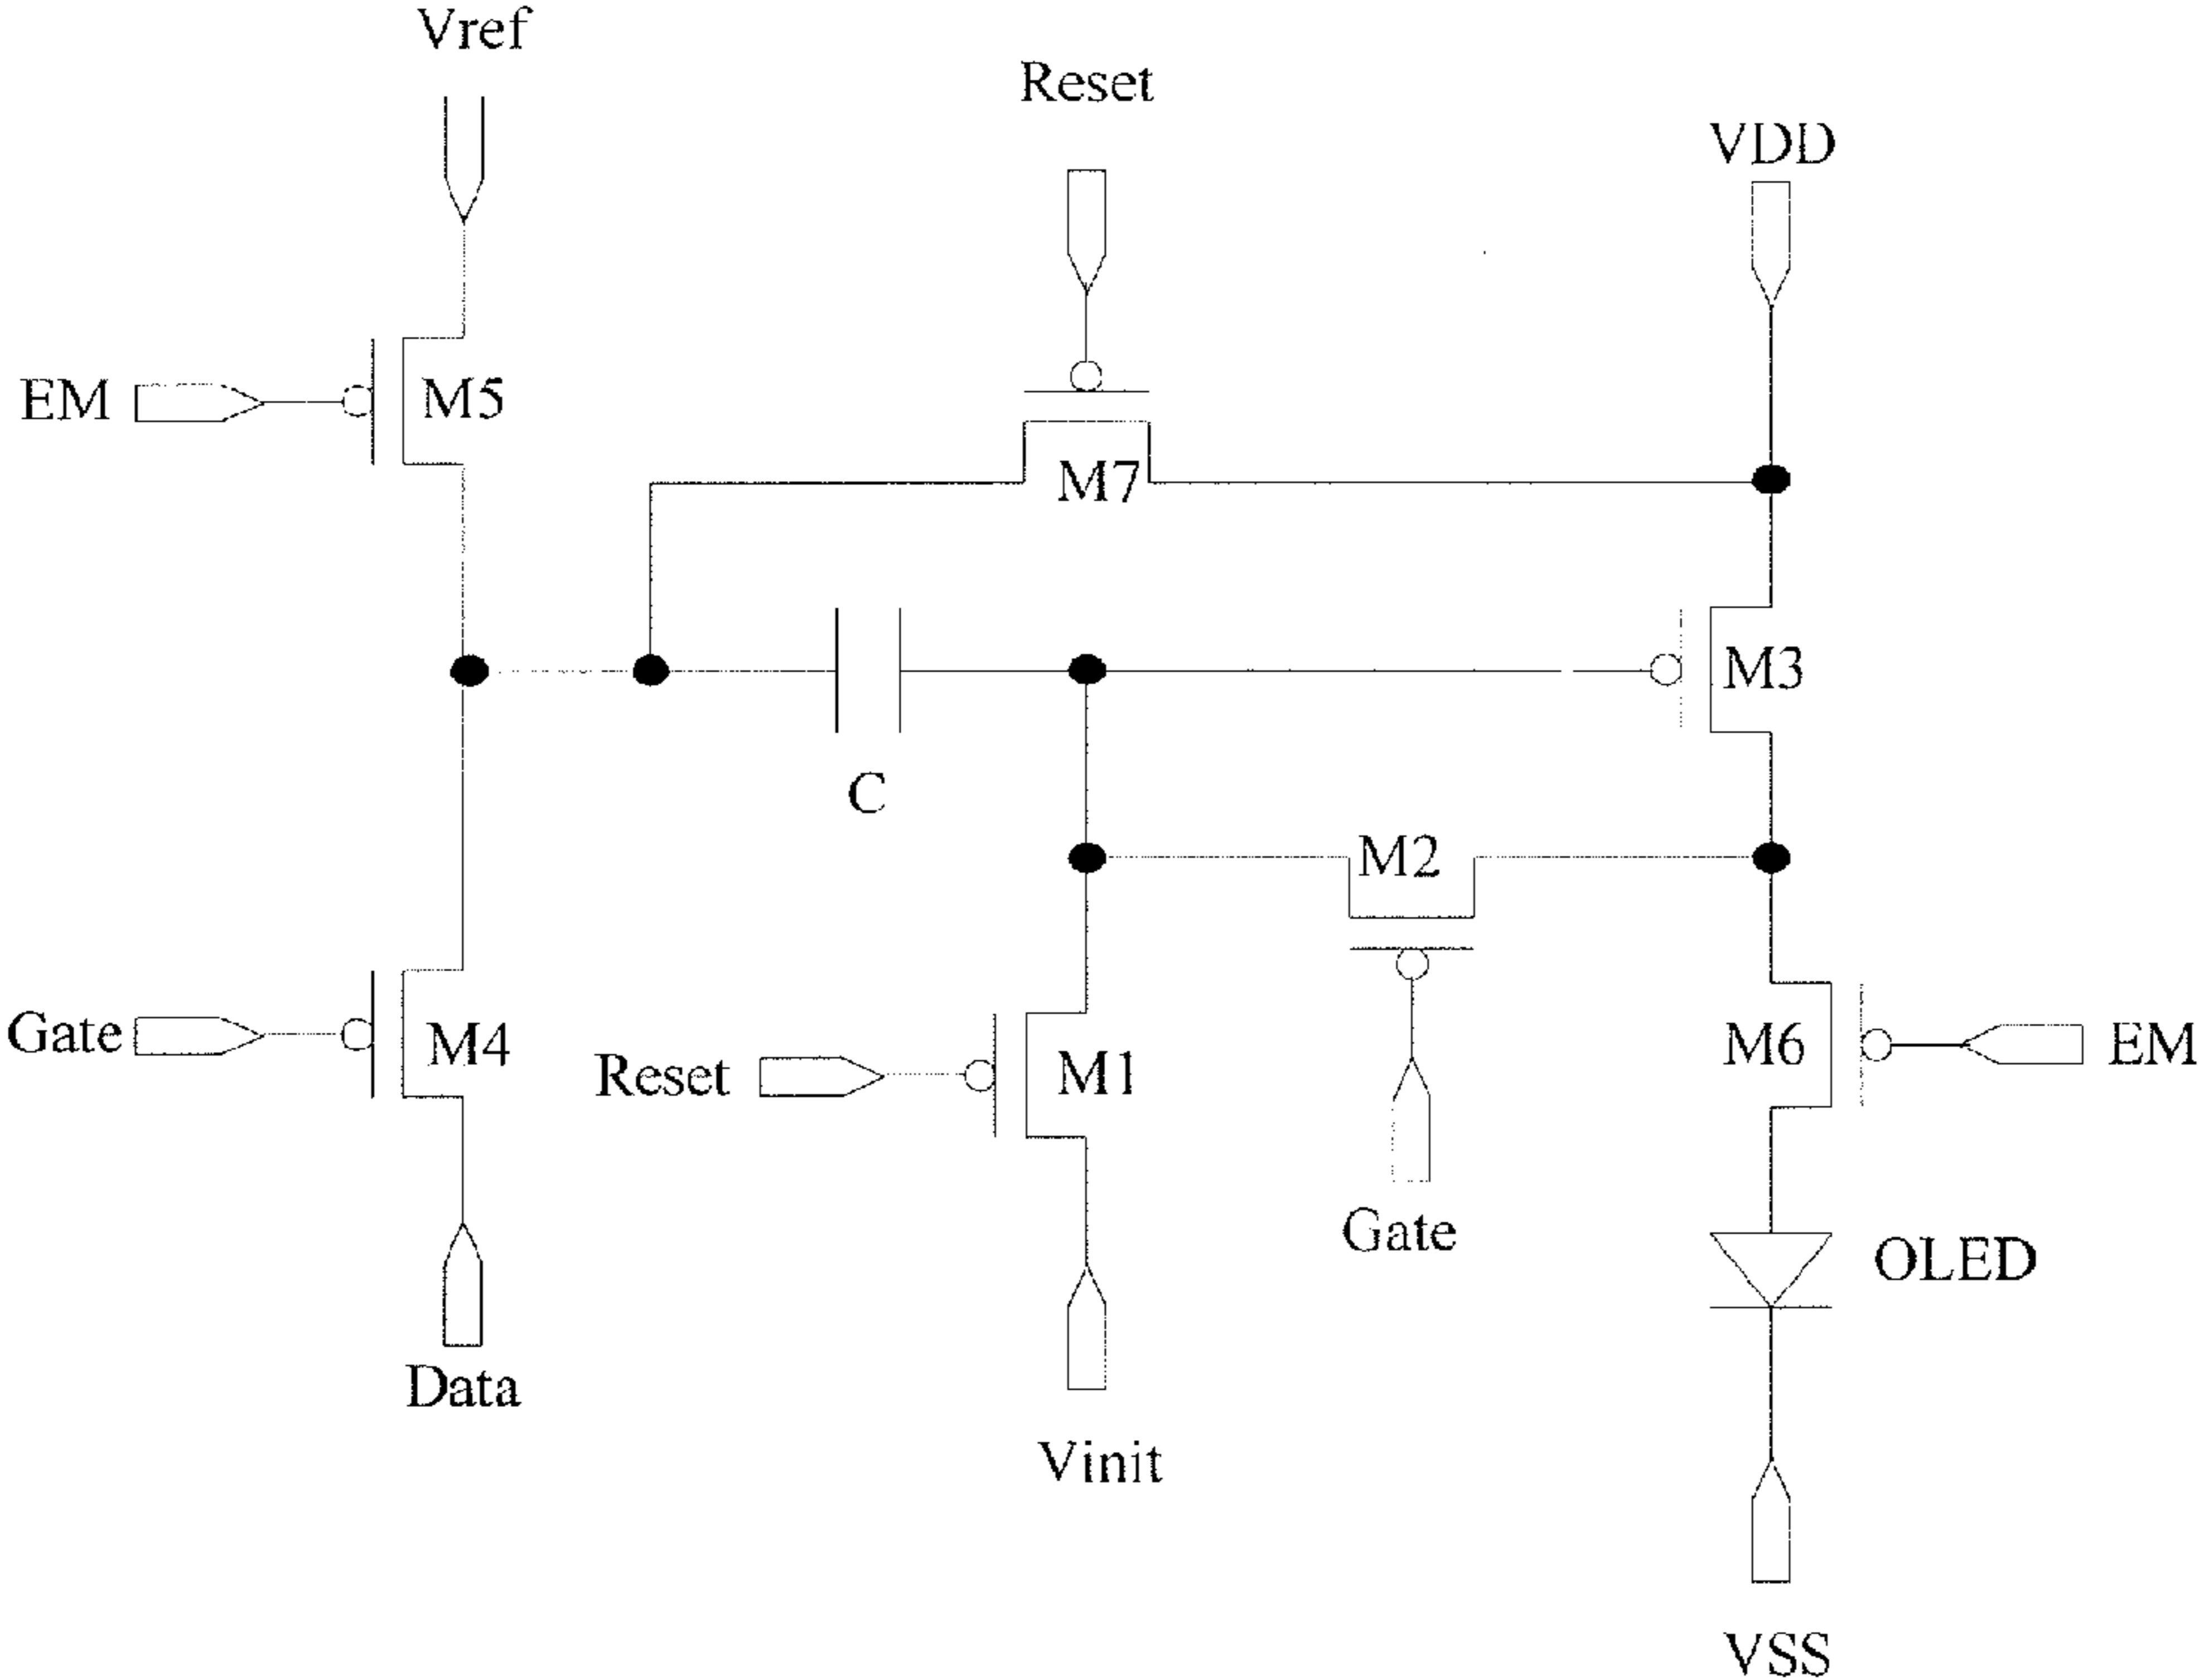 Vref
Reset
VDD
EM
M5
M7
M3
C
M2
Gate
M4
Reset
M1
M6
EM
Gate
OLED
Data
Vinit
VSS